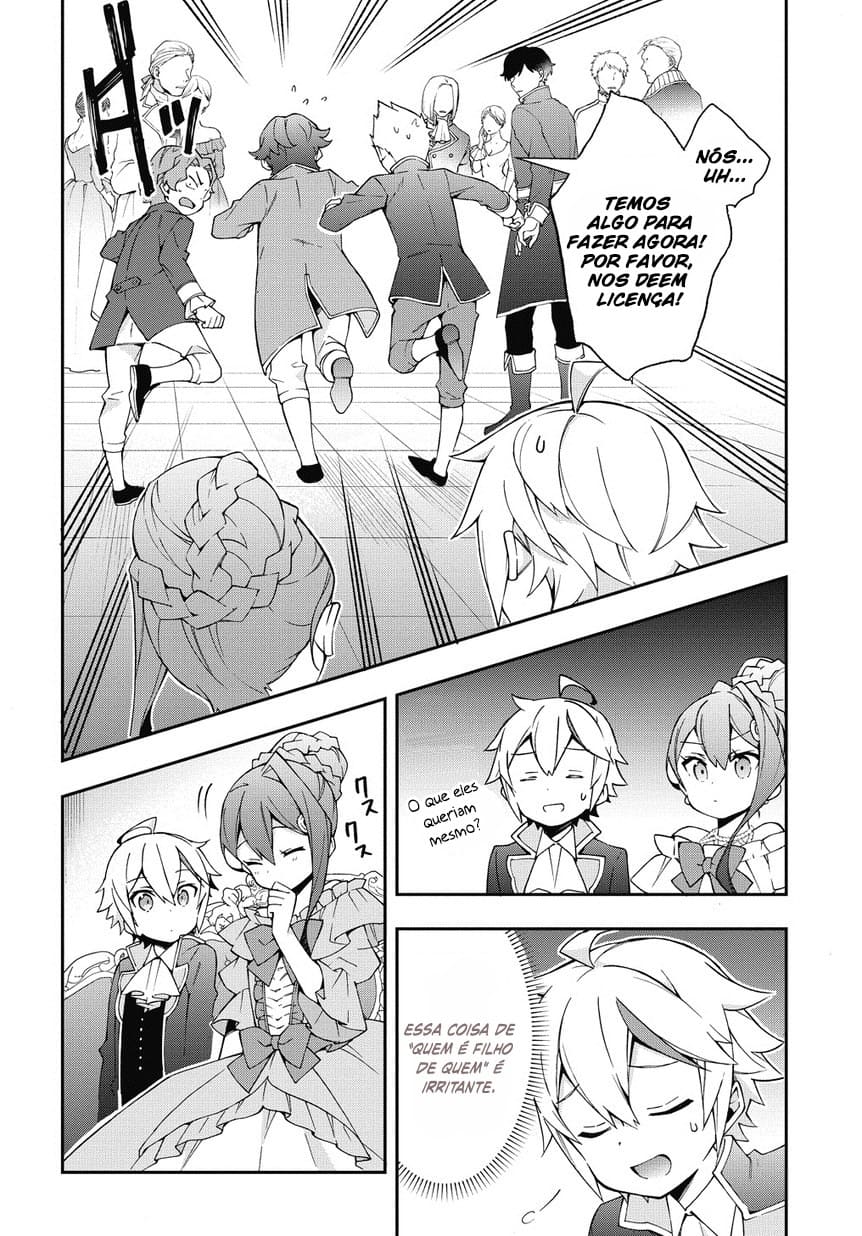 ダッ
NÓS...
UH...
TEMOS
ALGO PARA
FAZER AGORA!
POR FAVOR,
NOS DEEM
LICENÇA!
O que eles
queriam
mesmo?
クス
クス
ESSA COISA DE
"QUEM É FILHO
DE QUEM" É
IRRITANTE.